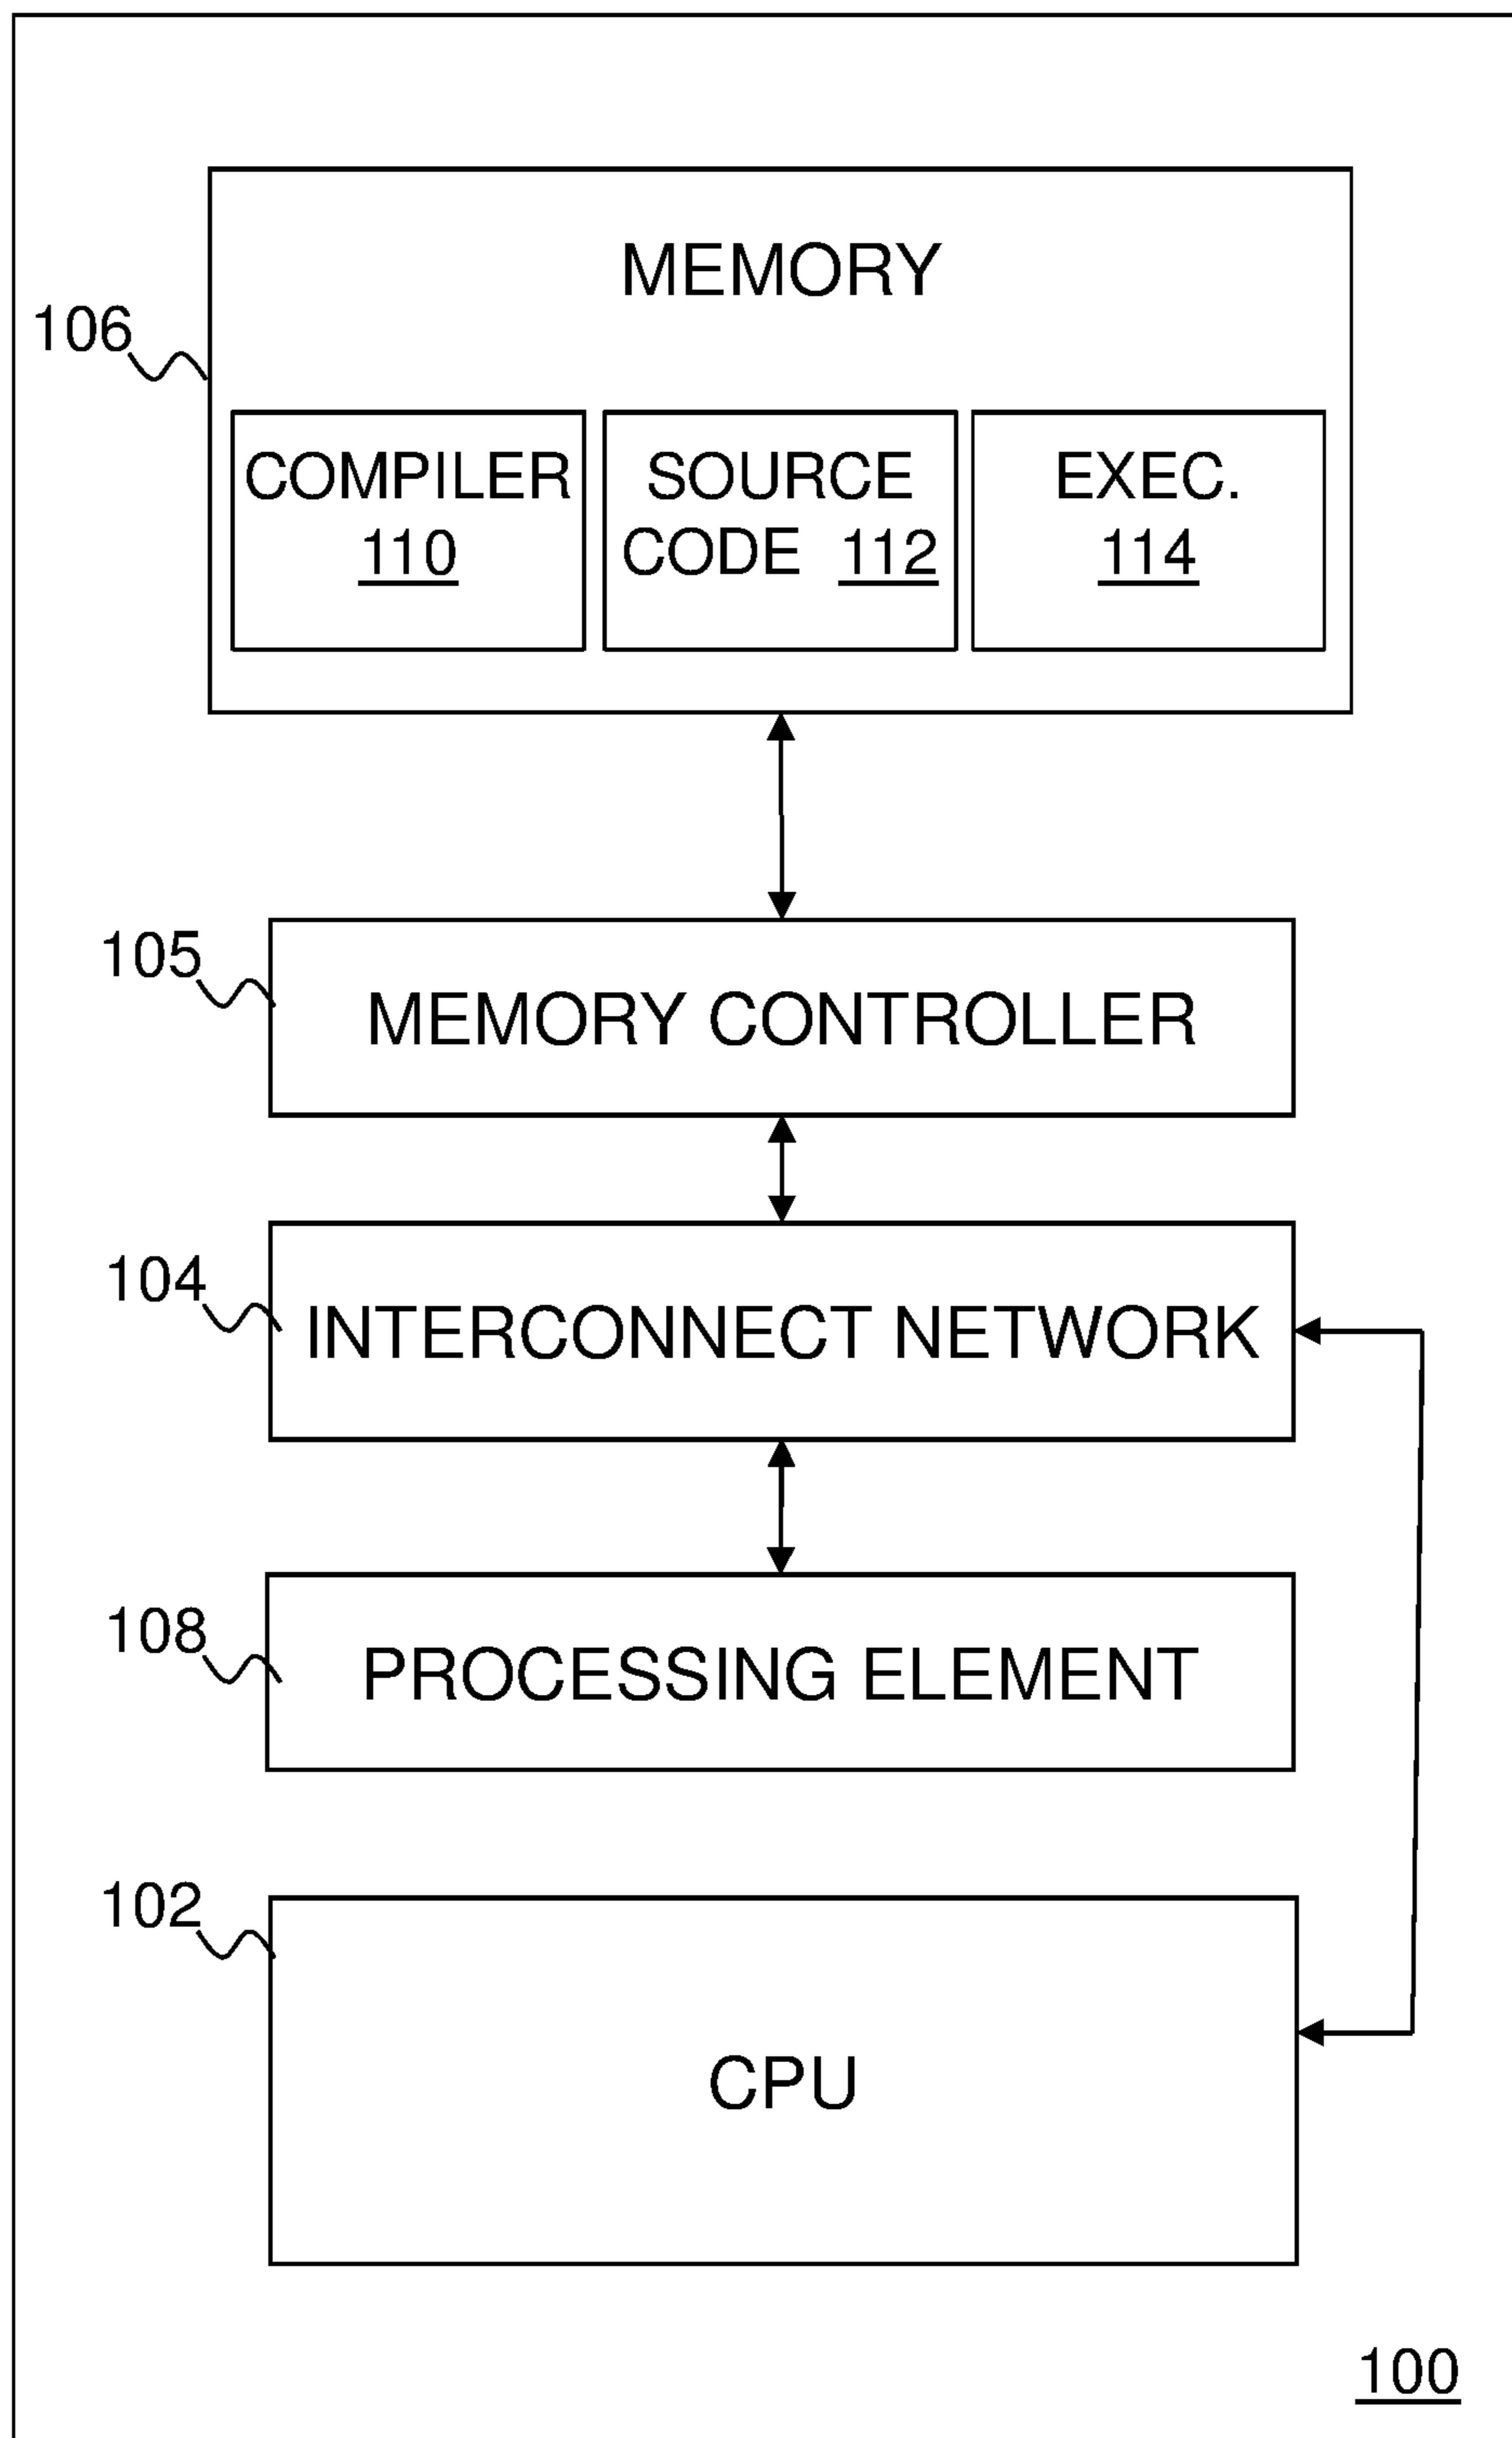 MEMORY
106
COMPILER
110
SOURCE
CODE 112
EXEC.
114
105
MEMORY CONTROLLER
104
INTERCONNECT NETWORK
108
PROCESSING ELEMENT
102
CPU
100